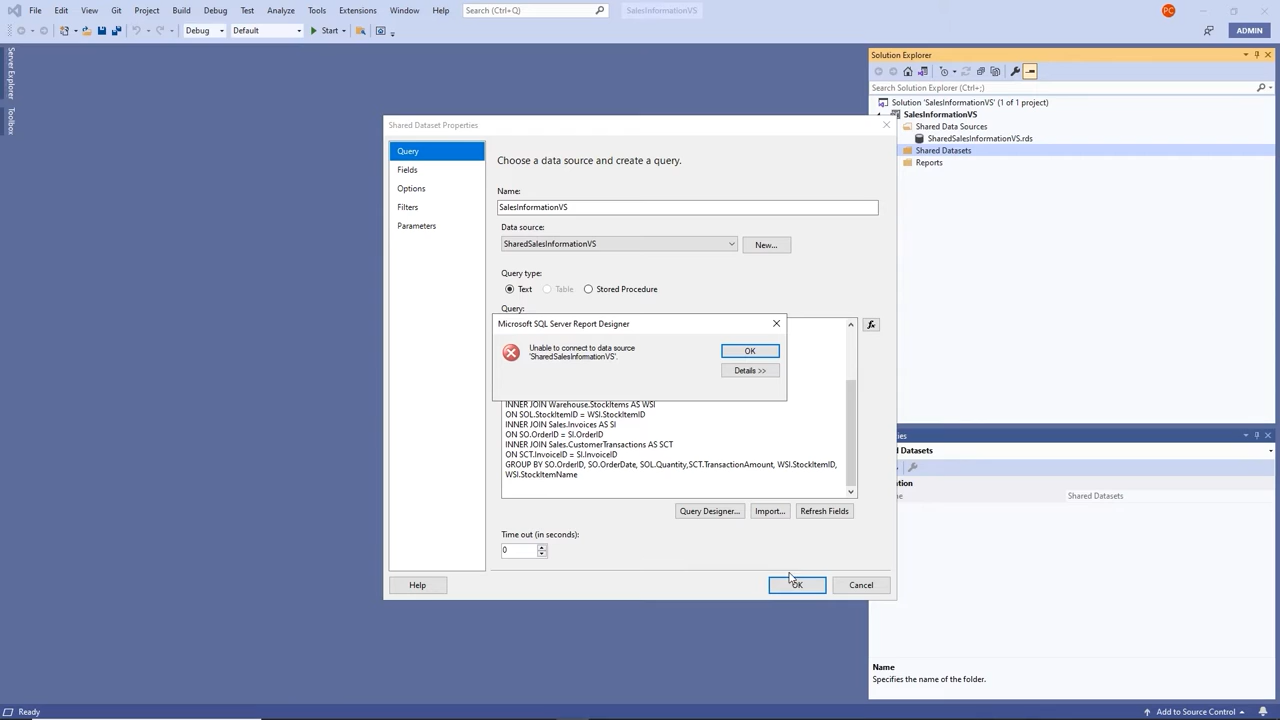 File Edit View Git Project Build Debug Test Analyze Tools Extensions Window Help Search (Ctrl+Q) SalesInformationVS PC
Debug Default Start ADMIN
Server Explorer
Toolbox
Solution Explorer
Search Solution Explorer (Ctrl+;)
Solution 'SalesInformationVS' (1 of 1 project)
SalesInformationVS
Shared Data Sources
SharedSalesInformationVS.rds
Shared Datasets
Reports
Shared Dataset Properties
Query
Fields
Options
Filters
Parameters
Choose a data source and create a query.
Name:
SalesInformationVS
Data source:
SharedSalesInformationVS New...
Query type:
Text Table Stored Procedure
Query:
fx
Microsoft SQL Server Report Designer
Unable to connect to data source
'SharedSalesInformationVS'.
OK
Details >>
INNER JOIN Warehouse.StockItems AS WSI
ON SOL.StockItemID = WSI.StockItemID
INNER JOIN Sales.Invoices AS SI
ON SO.OrderID = SI.OrderID
INNER JOIN Sales.CustomerTransactions AS SCT
ON SCT.InvoiceID = SI.InvoiceID
GROUP BY SO.OrderID, SO.OrderDate, SOL.Quantity,SCT.TransactionAmount, WSI.StockItemID,
WSI.StockItemName
Query Designer... Import... Refresh Fields
Time out (in seconds):
0
Help OK Cancel
ies
d Datasets
ation
e Shared Datasets
Name
Specifies the name of the folder.
Ready Add to Source Control